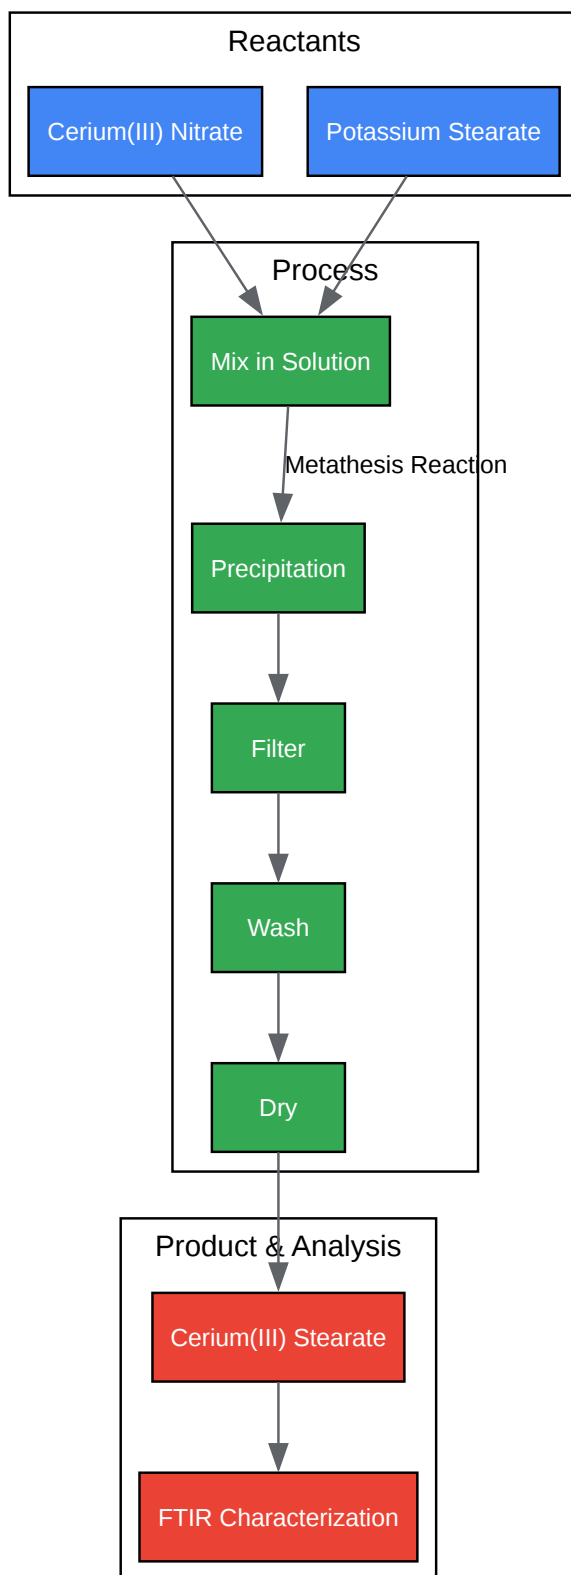 Reactants
Cerium(III) Nitrate
Potassium Stearate
Process
Mix in Solution
Metathesis Reaction
Precipitation
Filter
Wash
Dry
Product & Analysis
Cerium(III) Stearate
FTIR Characterization